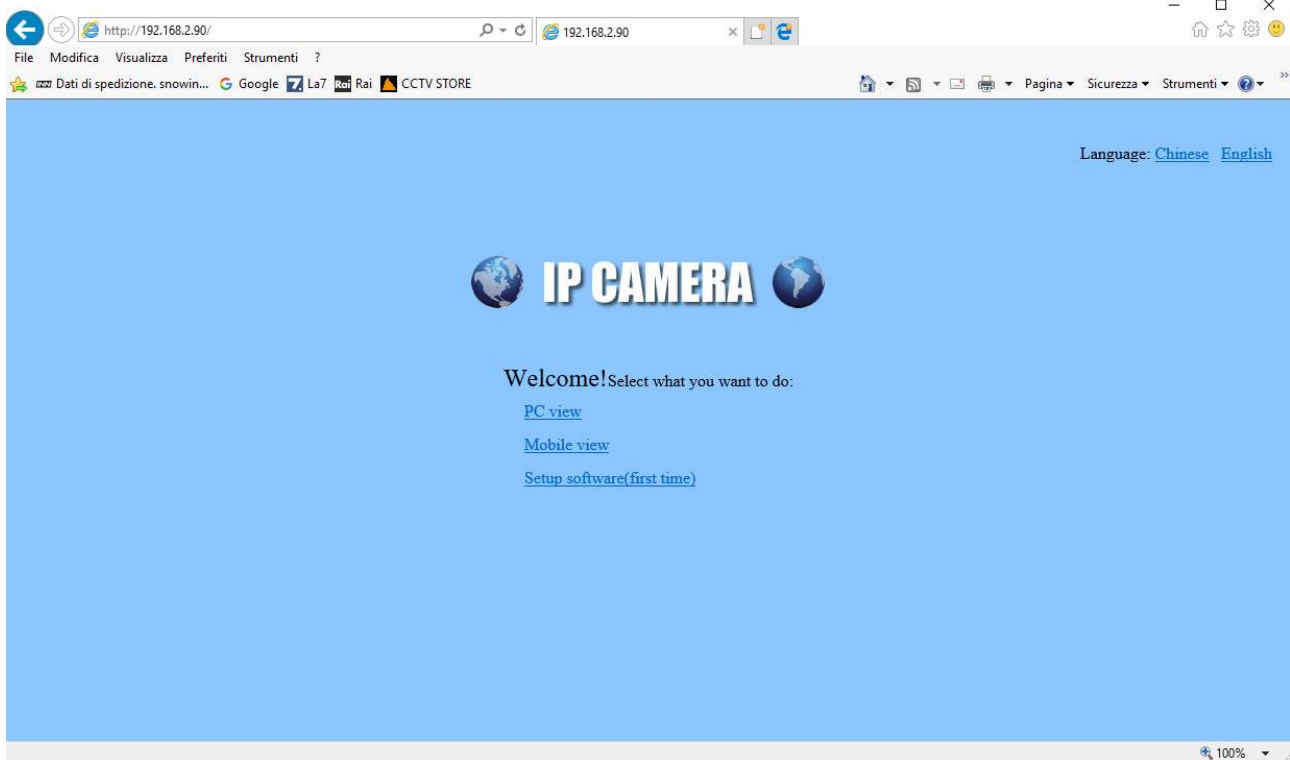 http://192.168.2.90/
192.168.2.90
File Modifica Visualizza Preferiti Strumenti ?
Dati di spedizione. snowin... G Google 7 La7 Rai Rai CCTV STORE
Pagina Sicurezza Strumenti
Language: Chinese English
IP CAMERA
Welcome!Select what you want to do:
PC view
Mobile view
Setup software(first time)
100%